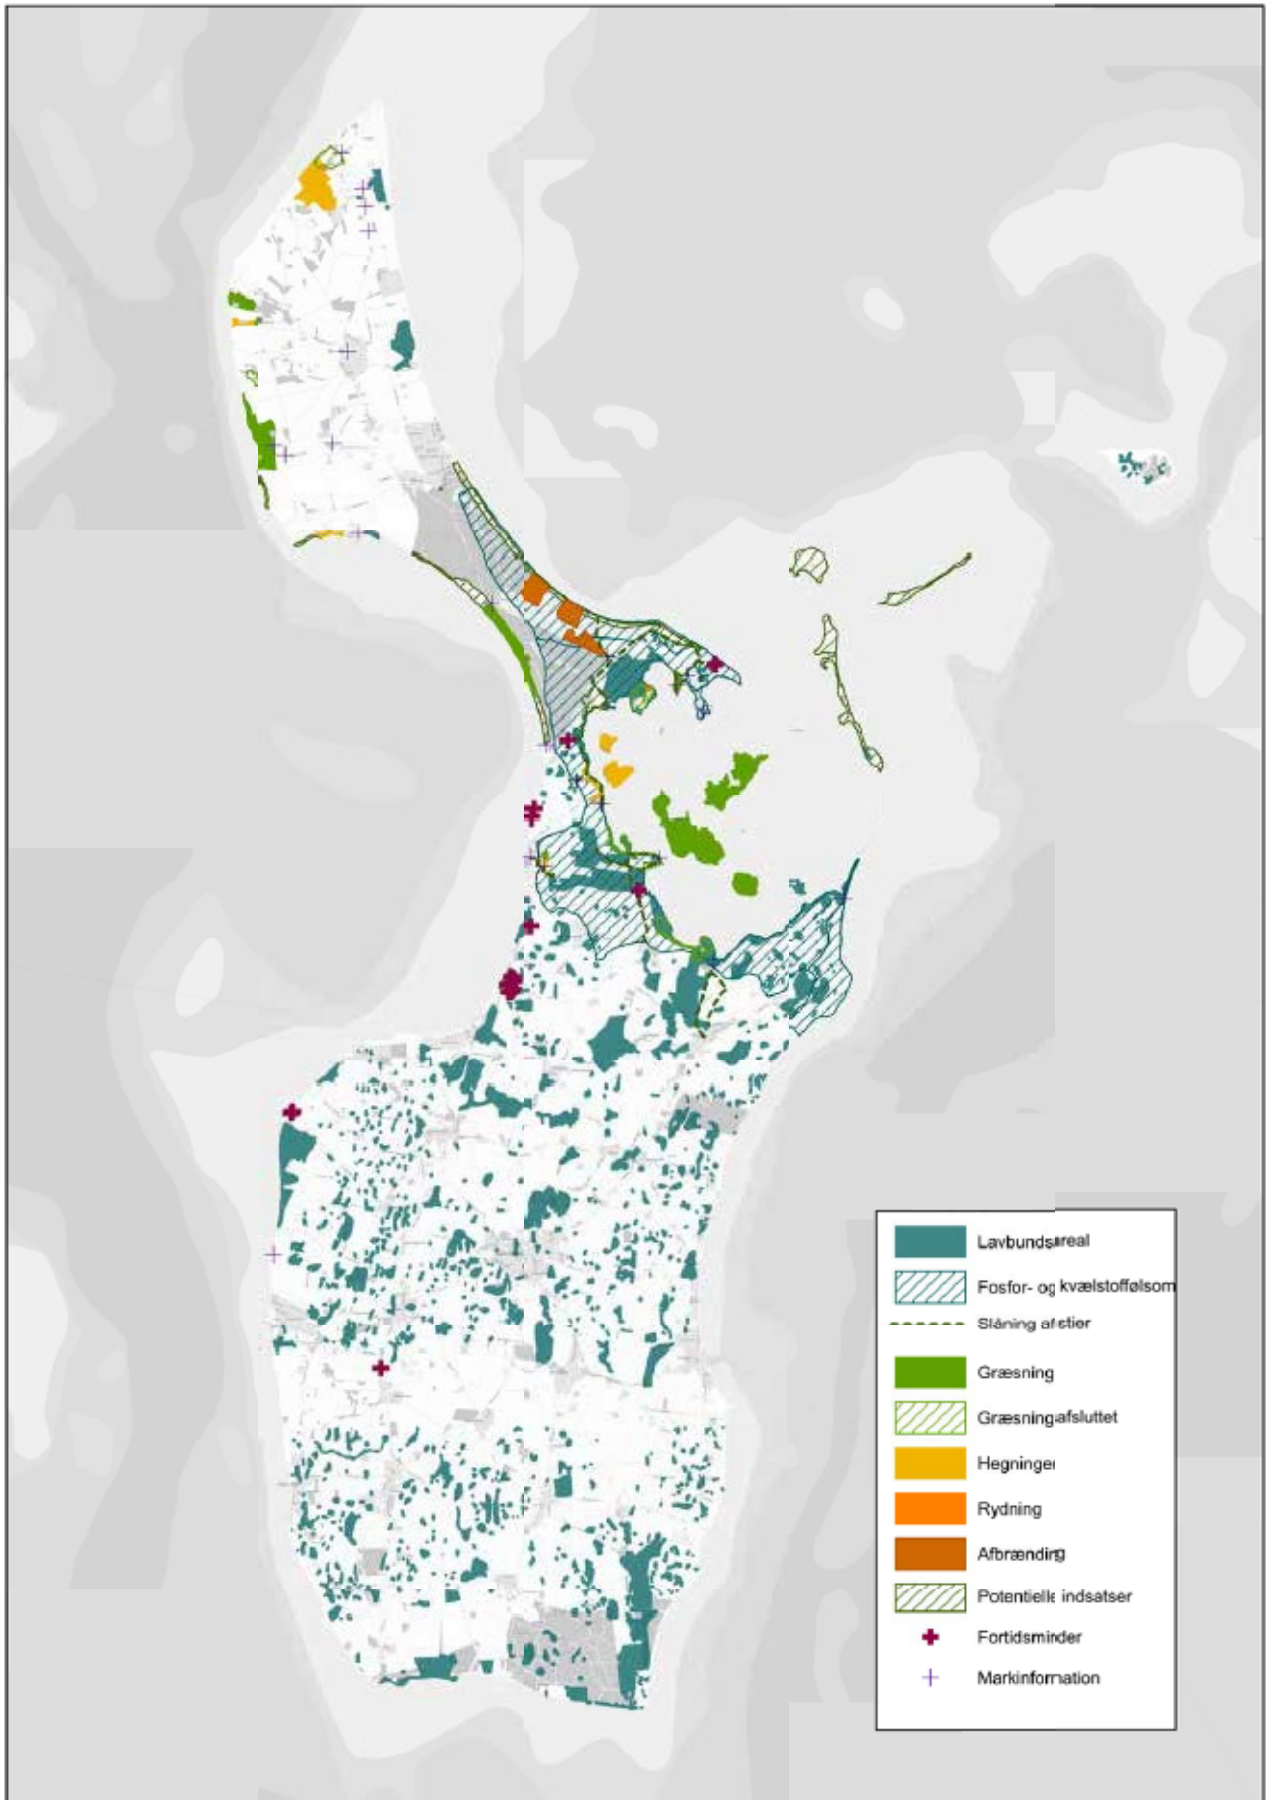 Lavbundsareal
Fosfor- og kvælstoffølsom
Slåning af stier
Græsning
Græsning afsluttet
Hegninger
Rydning
Afbrænding
Potentielle indsatser
Fortidsminder
Markinformation